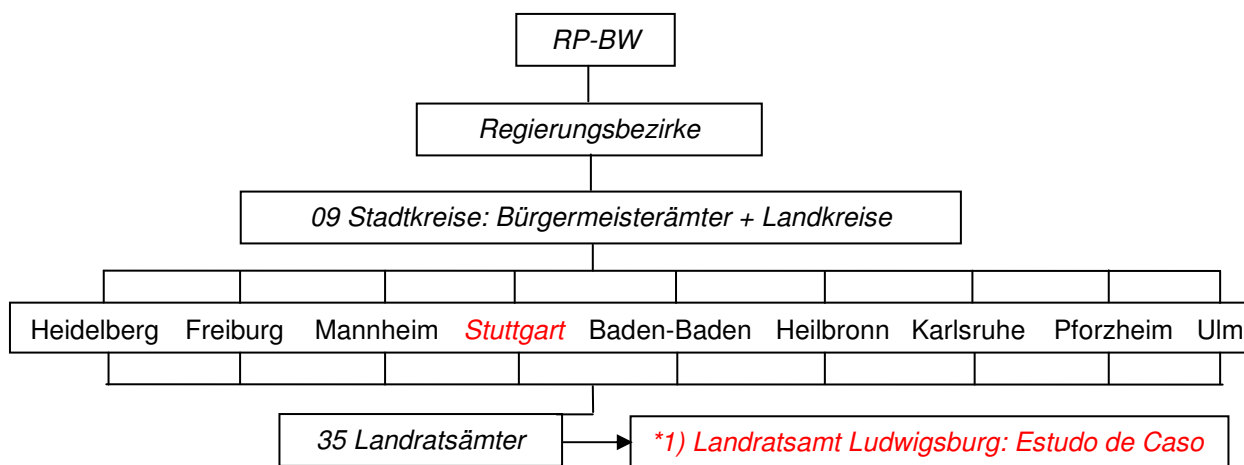 RP-BW
Regierungsbezirke
09 Stadtkreise: Bürgermeisterämter + Landkreise
Heidelberg Freiburg Mannheim Stuttgart Baden-Baden Heilbronn Karlsruhe Pforzheim Ulm
35 Landratsämter *1) Landratsamt Ludwigsburg: Estudo de Caso